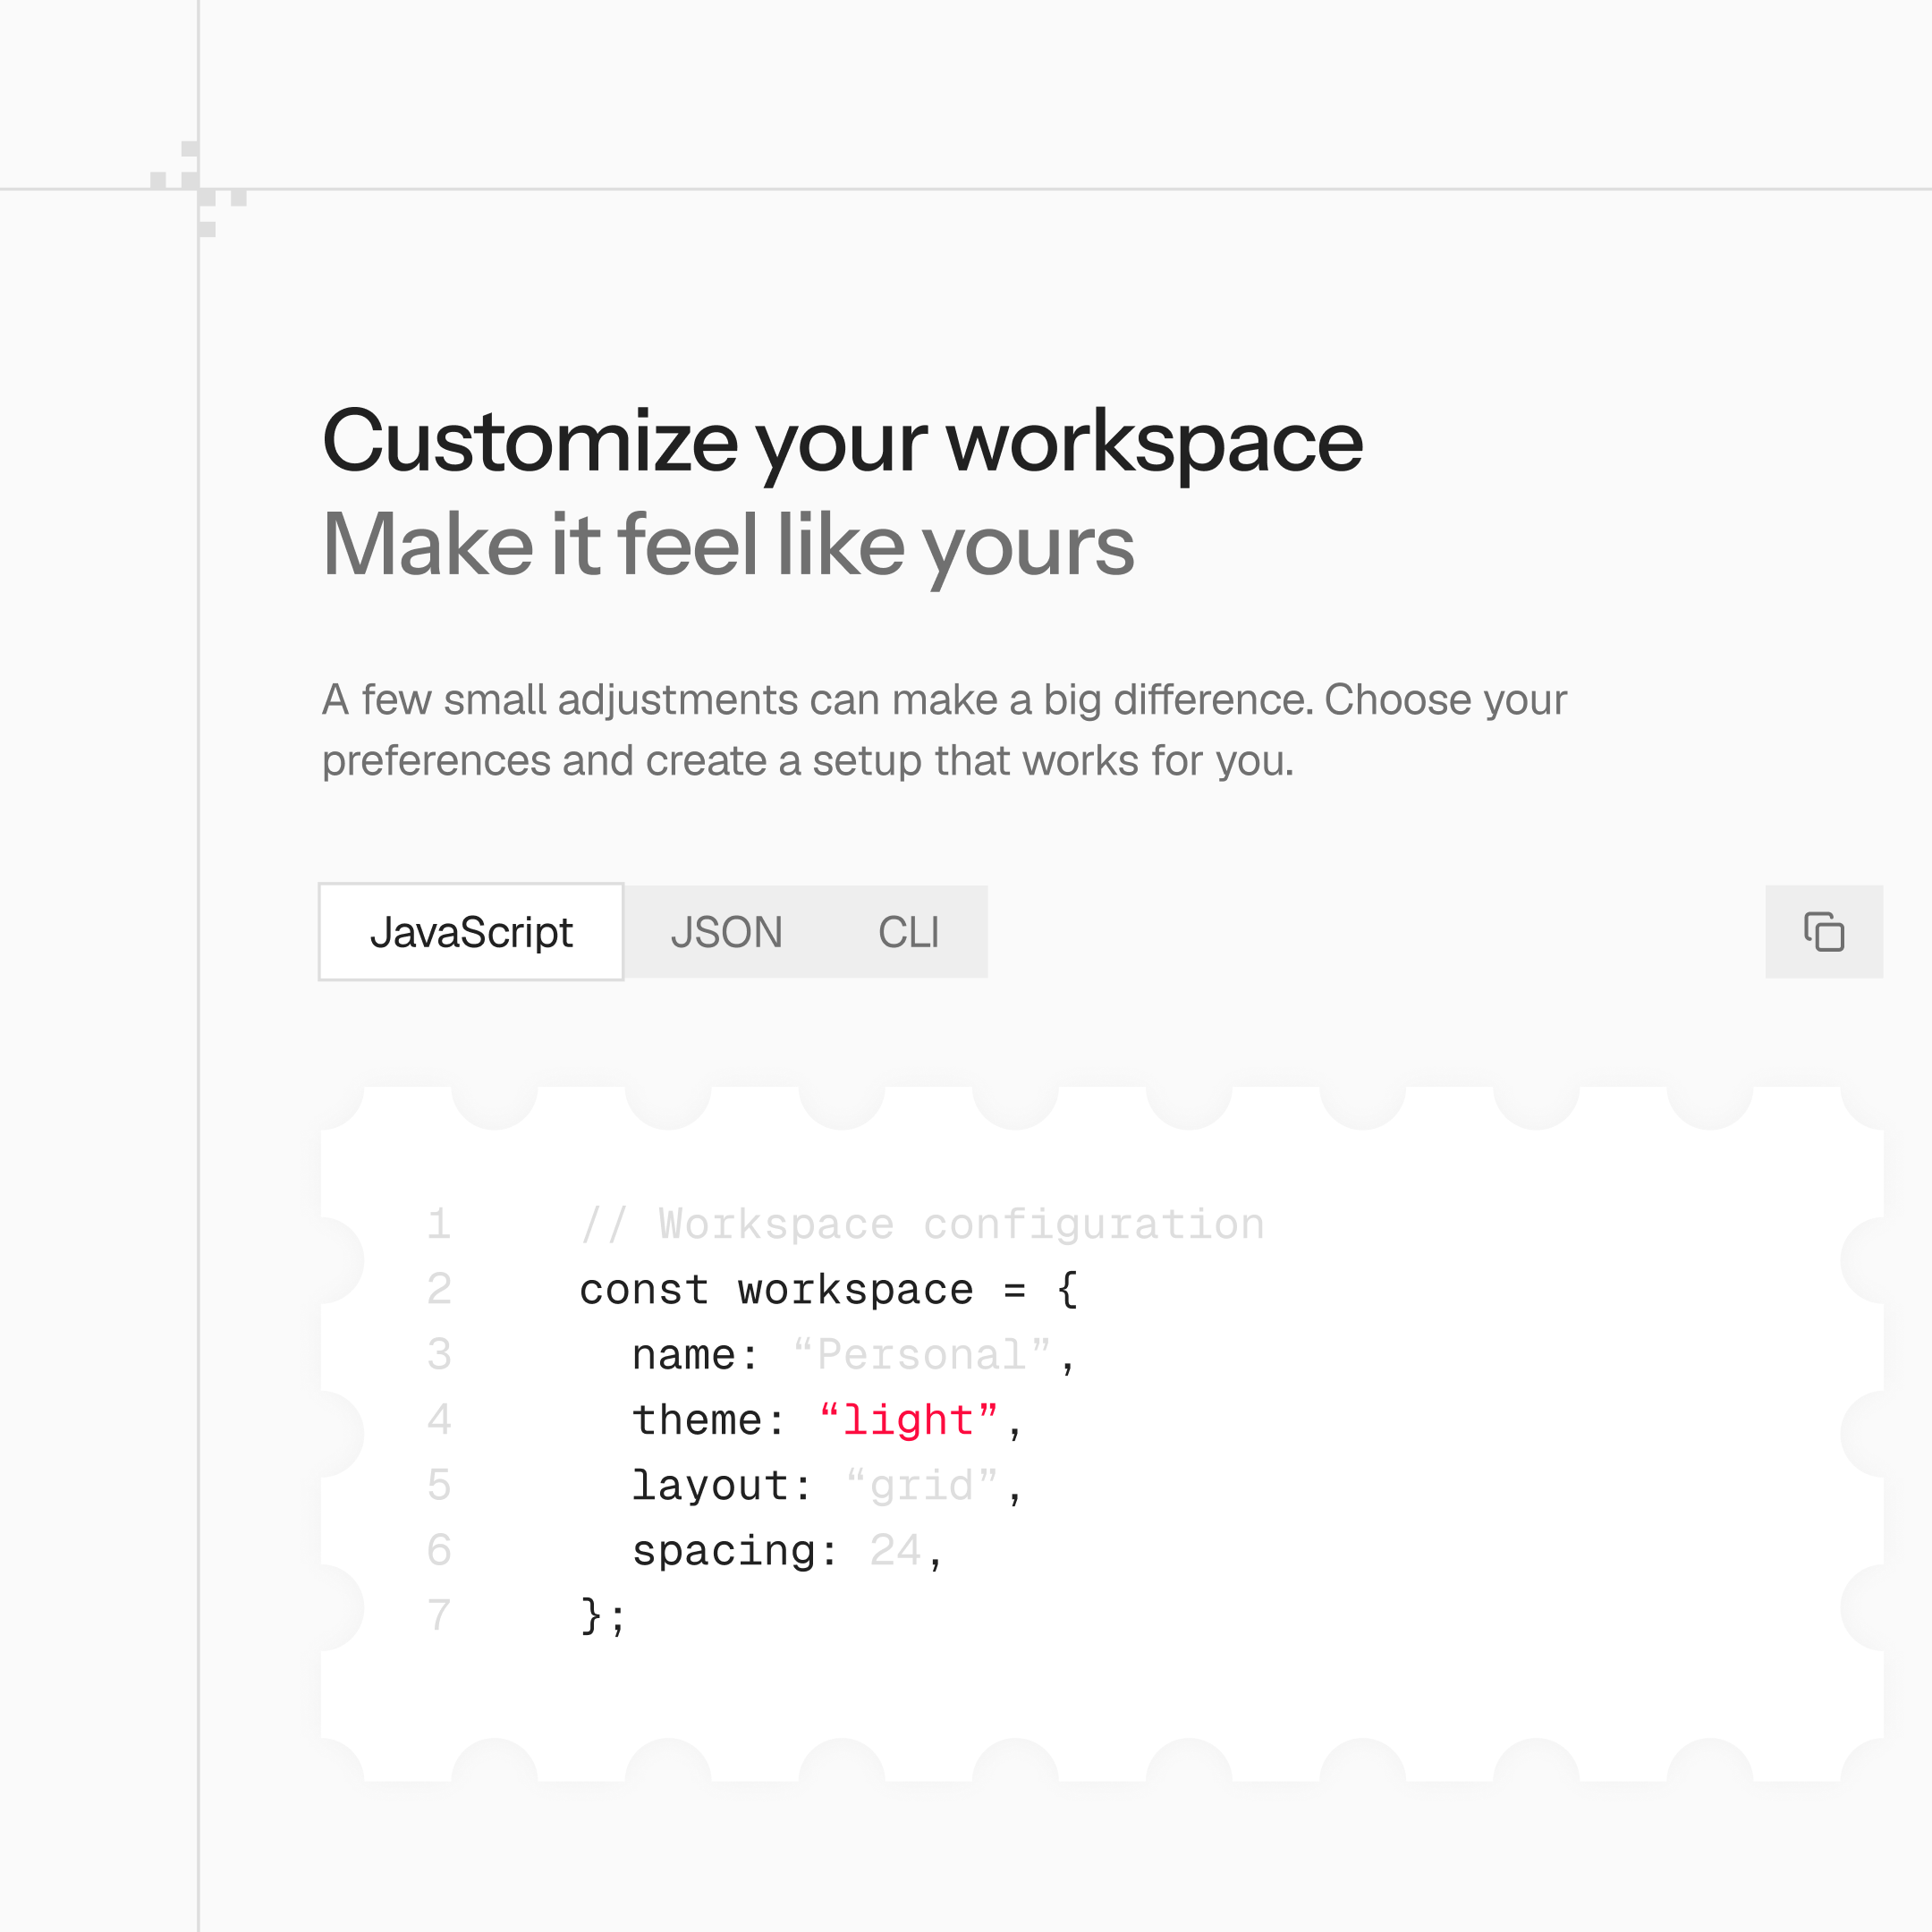 Customize your workspace
Make it feel like yours
A few small adjustments can make a big difference. Choose your
preferences and create a setup that works for you.
JavaScript JSON CLI
1 // Workspace configuration
2 const workspace = {
3 name: “Personal”,
4 theme: “light”,
5 layout: “grid”,
6 spacing: 24,
7 };